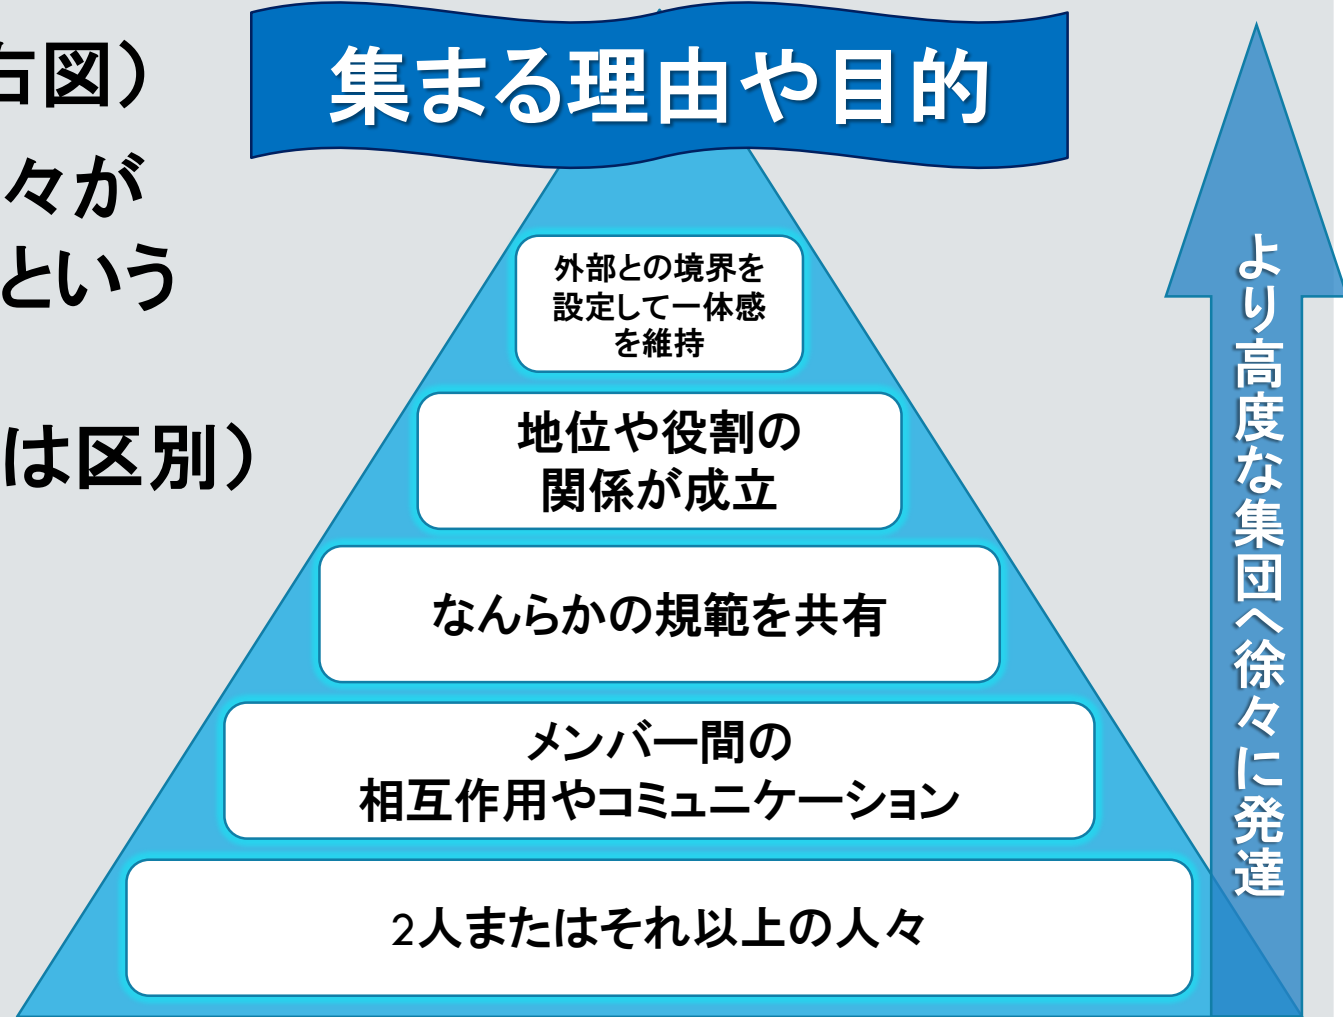 右図）
々が
という
は区別）
集まる理由や目的
外部との境界を
設定して一体感
を維持
地位や役割の
関係が成立
なんらかの規範を共有
メンバー間の
相互作用やコミュニケーション
2人またはそれ以上の人々
より高度な集団へ徐々に発達